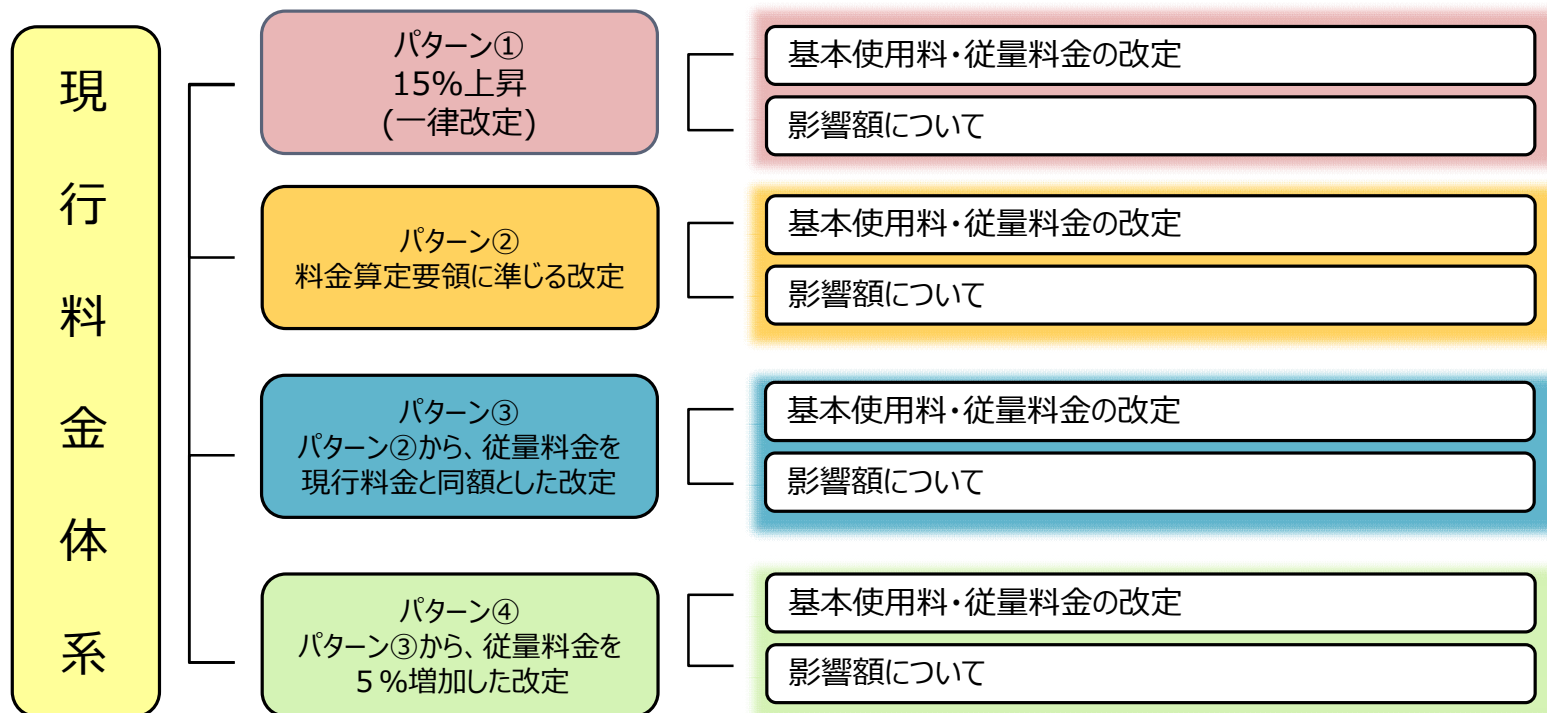 現行料金体系
パターン①
15%上昇
(一律改定)
基本使用料・従量料金の改定
影響額について
パターン②
料金算定要領に準じる改定
基本使用料・従量料金の改定
影響額について
パターン③
パターン②から、従量料金を
現行料金と同額とした改定
基本使用料・従量料金の改定
影響額について
パターン④
パターン③から、従量料金を
５%増加した改定
基本使用料・従量料金の改定
影響額について